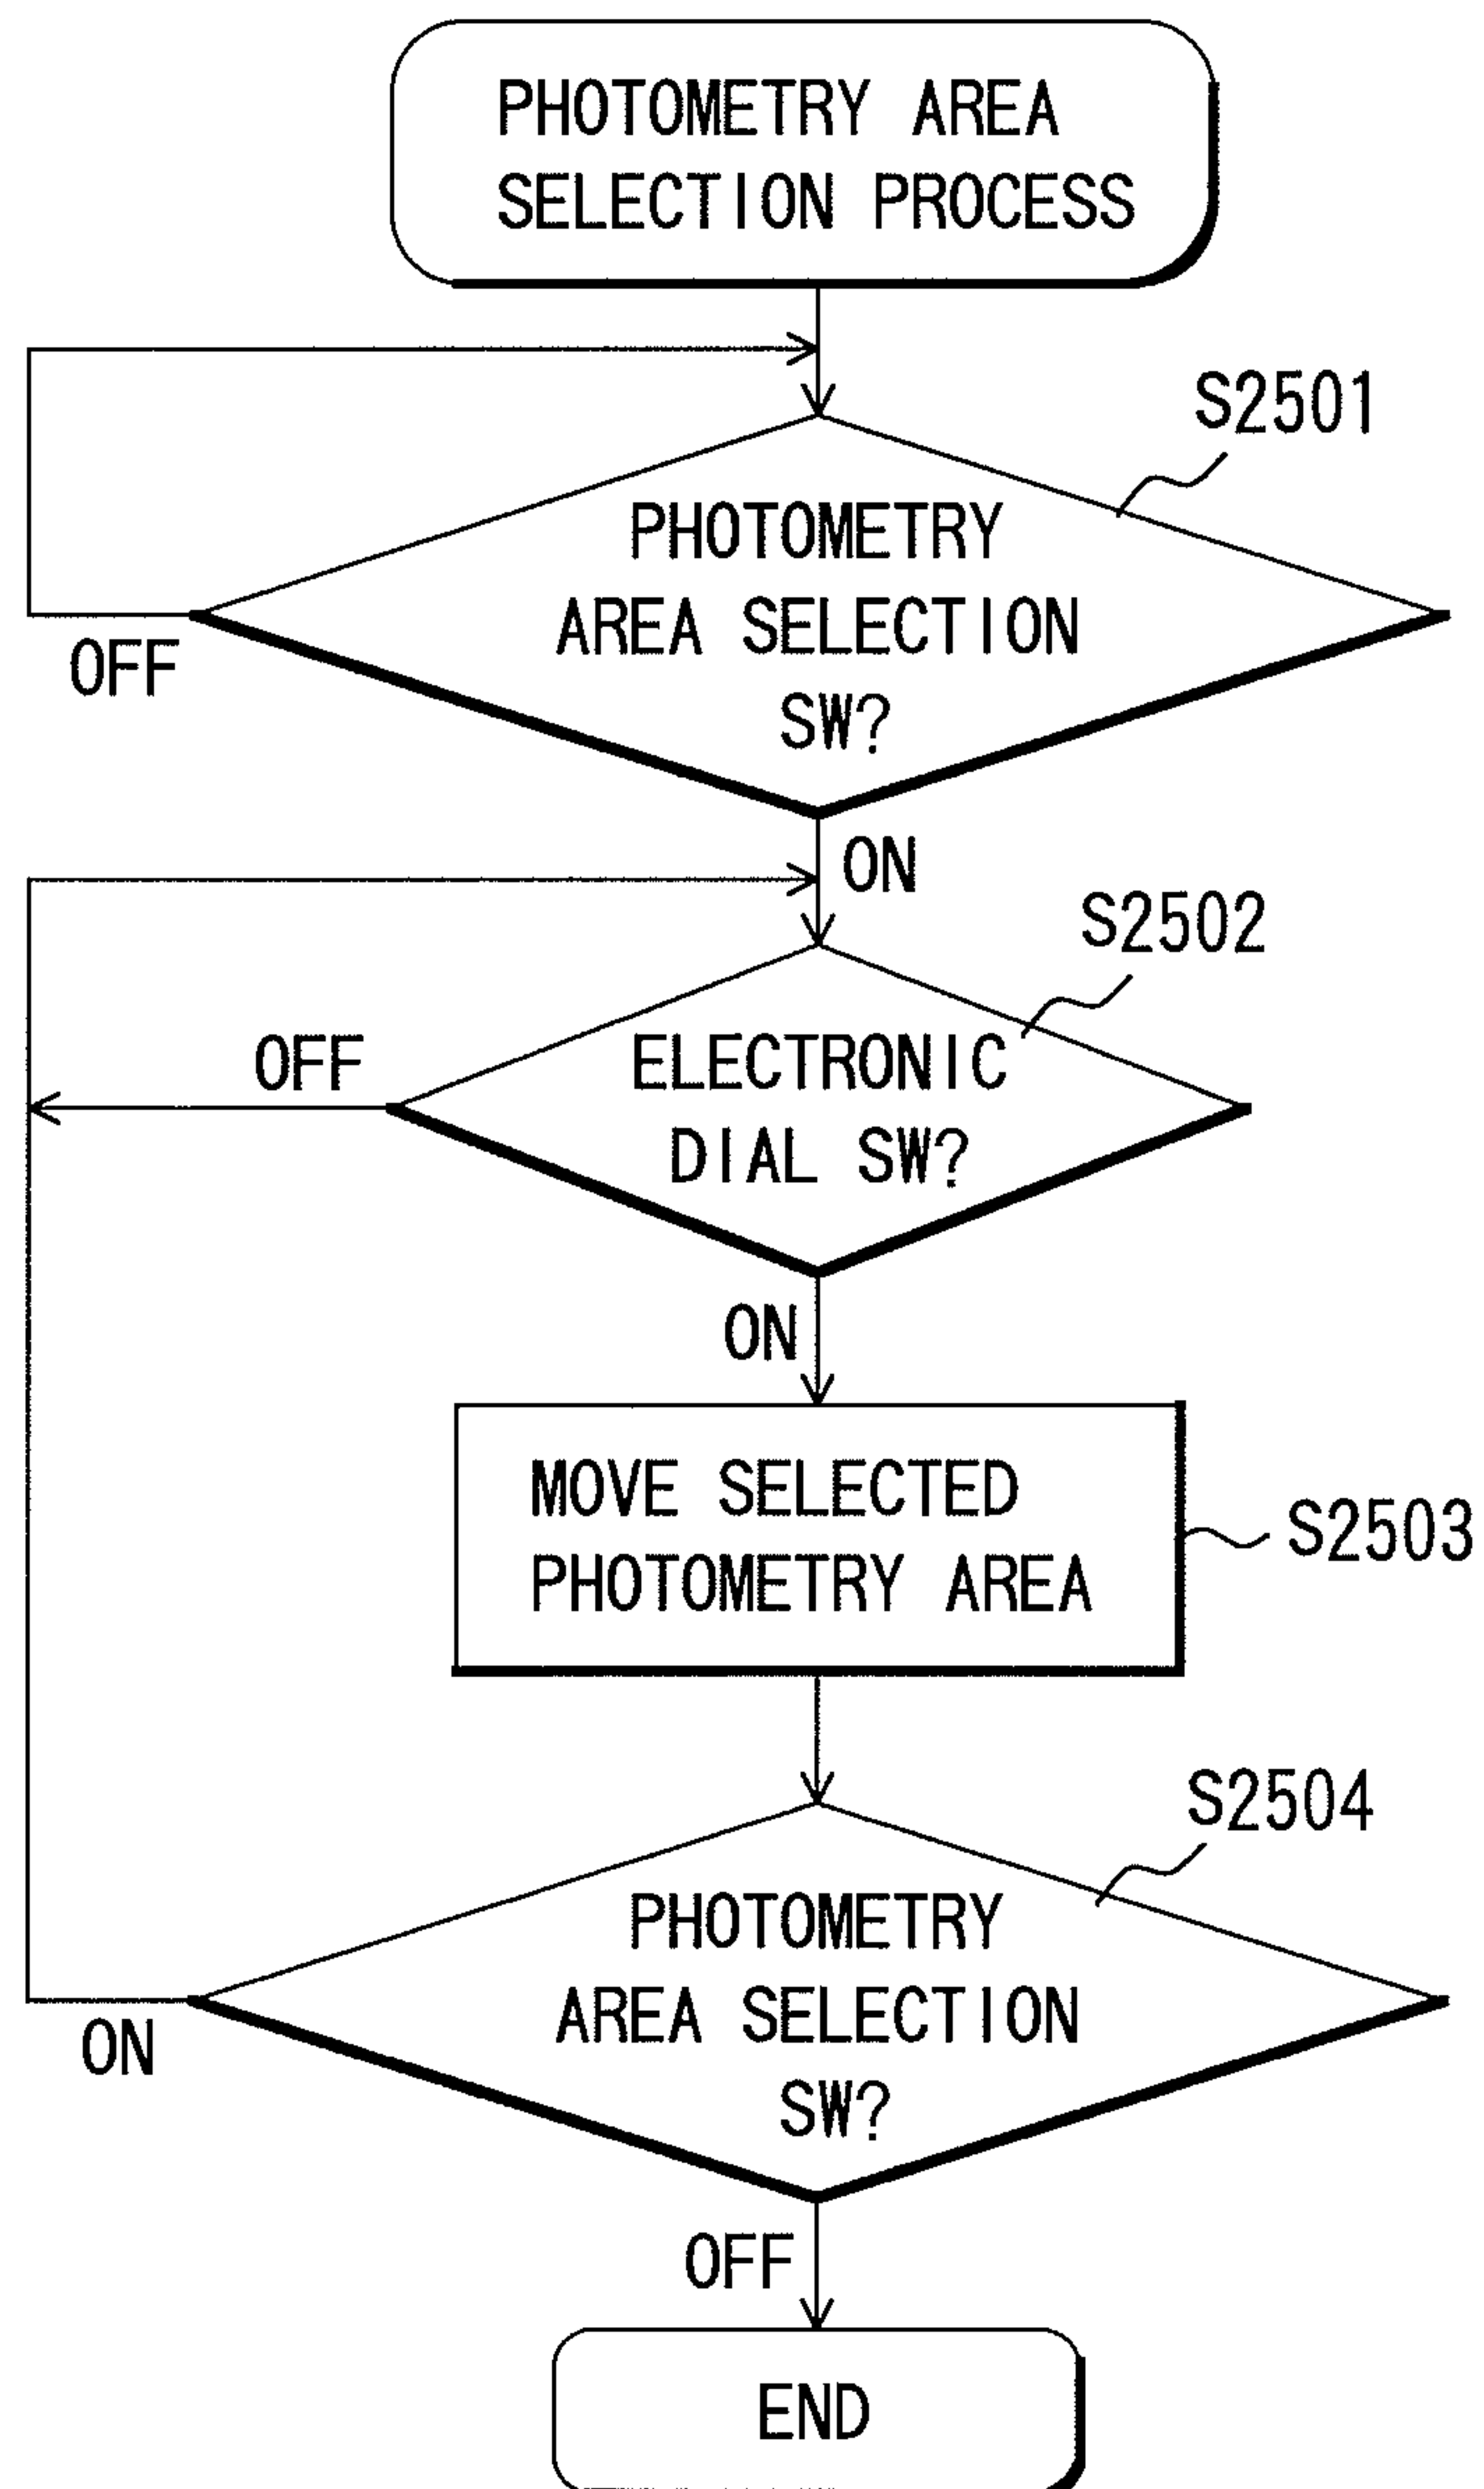 PHOTOMETRY AREA
SELECTION PROCESS
S2501
PHOTOMETRY
AREA SELECTION
SW?
OFF
ON
S2502
OFF
ELECTRONIC
DIAL SW?
ON
MOVE SELECTED
PHOTOMETRY AREA
S2503
S2504
PHOTOMETRY
AREA SELECTION
SW?
ON
OFF
END